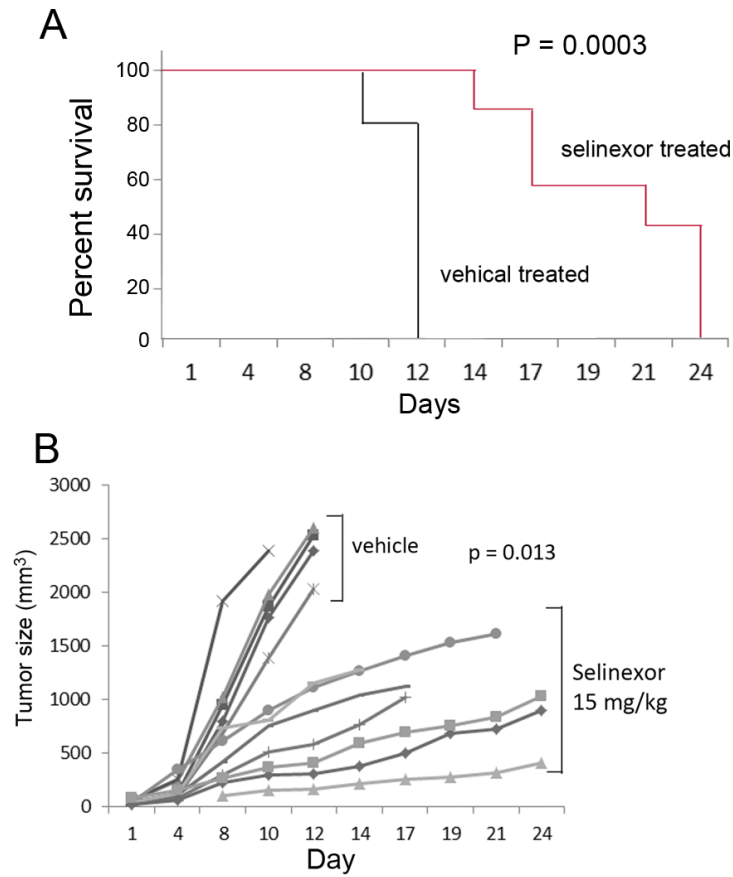 A
P = 0.0003
Percent survival
100
80
60
40
20
0
selinexor treated
vehical treated
1 4 8 10 12 14 17 19 21 24
Days
B
Tumor size (mm³)
3000
2500
2000
1500
1000
500
0
vehicle
p = 0.013
Selinexor
15 mg/kg
1 4 8 10 12 14 17 19 21 24
Day